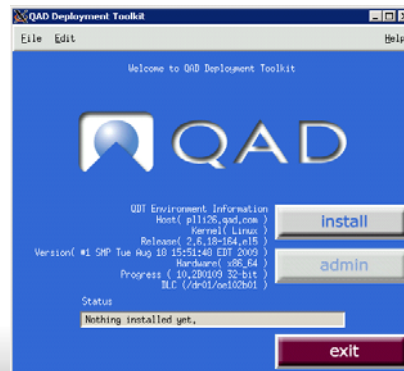 QAD Deployment Toolkit
File Edit Help
Welcome to QAD Deployment Toolkit
QAD
QDT Environment Information
Host( plli26.qad.com )
Kernel( Linux )
Release( 2.6.18-164.el5 )
Version( #1 SMP Tue Aug 18 15:51:48 EDT 2009 )
Hardware( x86_64 )
Progress ( 10.2B0109 32-bit )
DLC (/dr01/oe102b01 )
install
admin
Status
Nothing installed yet.
exit